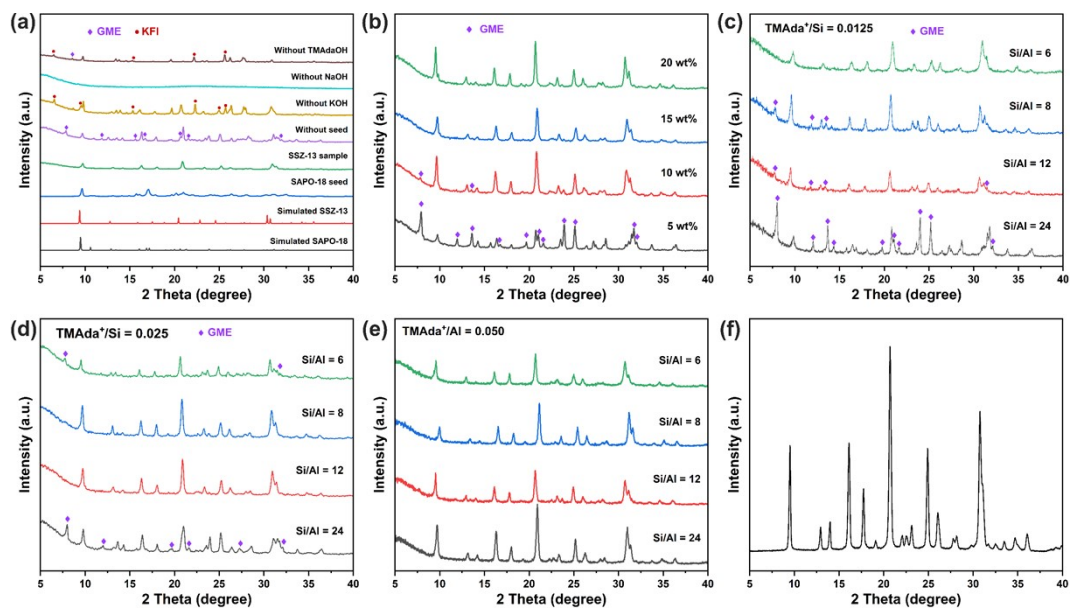 (a)
GME KFI
Without TMAdaOH
Without NaOH
Without KOH
Without seed
SSZ-13 sample
SAPO-18 seed
Simulated SSZ-13
Simulated SAPO-18
Intensity (a.u.)
5 10 15 20 25 30 35 40
2 Theta (degree)
(b)
GME
20 wt%
15 wt%
10 wt%
5 wt%
Intensity (a.u.)
5 10 15 20 25 30 35 40
2 Theta (degree)
(c)
TMAda⁺/Si = 0.0125 GME
Si/Al = 6
Si/Al = 8
Si/Al = 12
Si/Al = 24
Intensity (a.u.)
5 10 15 20 25 30 35 40
2 Theta (degree)
(d)
TMAda⁺/Si = 0.025 GME
Si/Al = 6
Si/Al = 8
Si/Al = 12
Si/Al = 24
Intensity (a.u.)
5 10 15 20 25 30 35 40
2 Theta (degree)
(e)
TMAda⁺/Al = 0.050
Si/Al = 6
Si/Al = 8
Si/Al = 12
Si/Al = 24
Intensity (a.u.)
5 10 15 20 25 30 35 40
2 Theta (degree)
(f)
Intensity (a.u.)
5 10 15 20 25 30 35 40
2 Theta (degree)